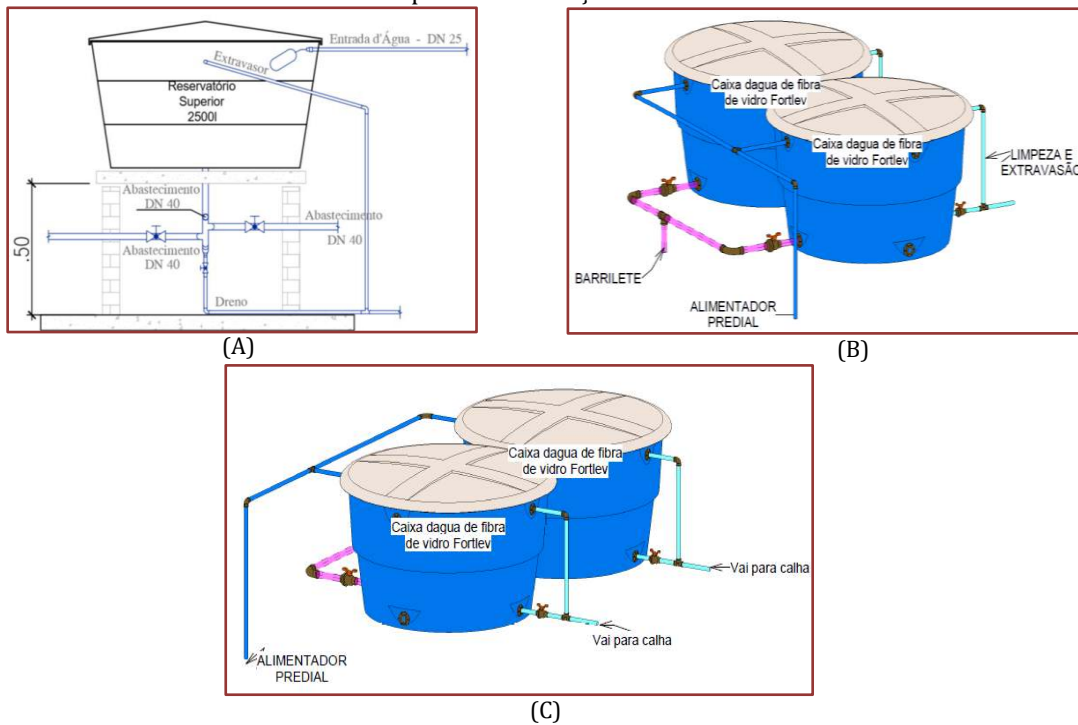 Entrada d'Água - DN 25
Extravasor
Reservatório
Superior
2500l
Abastecimento
DN 40
Abastecimento
DN 40
Abastecimento
DN 40
.50
Dreno
(A)
Caixa dagua de fibra
de vidro Fortlev
Caixa dagua de fibra
de vidro Fortlev
LIMPEZA E
EXTRAVASÃO
BARRILETE
ALIMENTADOR
PREDIAL
(B)
Caixa dagua de fibra
de vidro Fortlev
Caixa dagua de fibra
de vidro Fortlev
Vai para calha
Vai para calha
ALIMENTADOR
PREDIAL
(C)